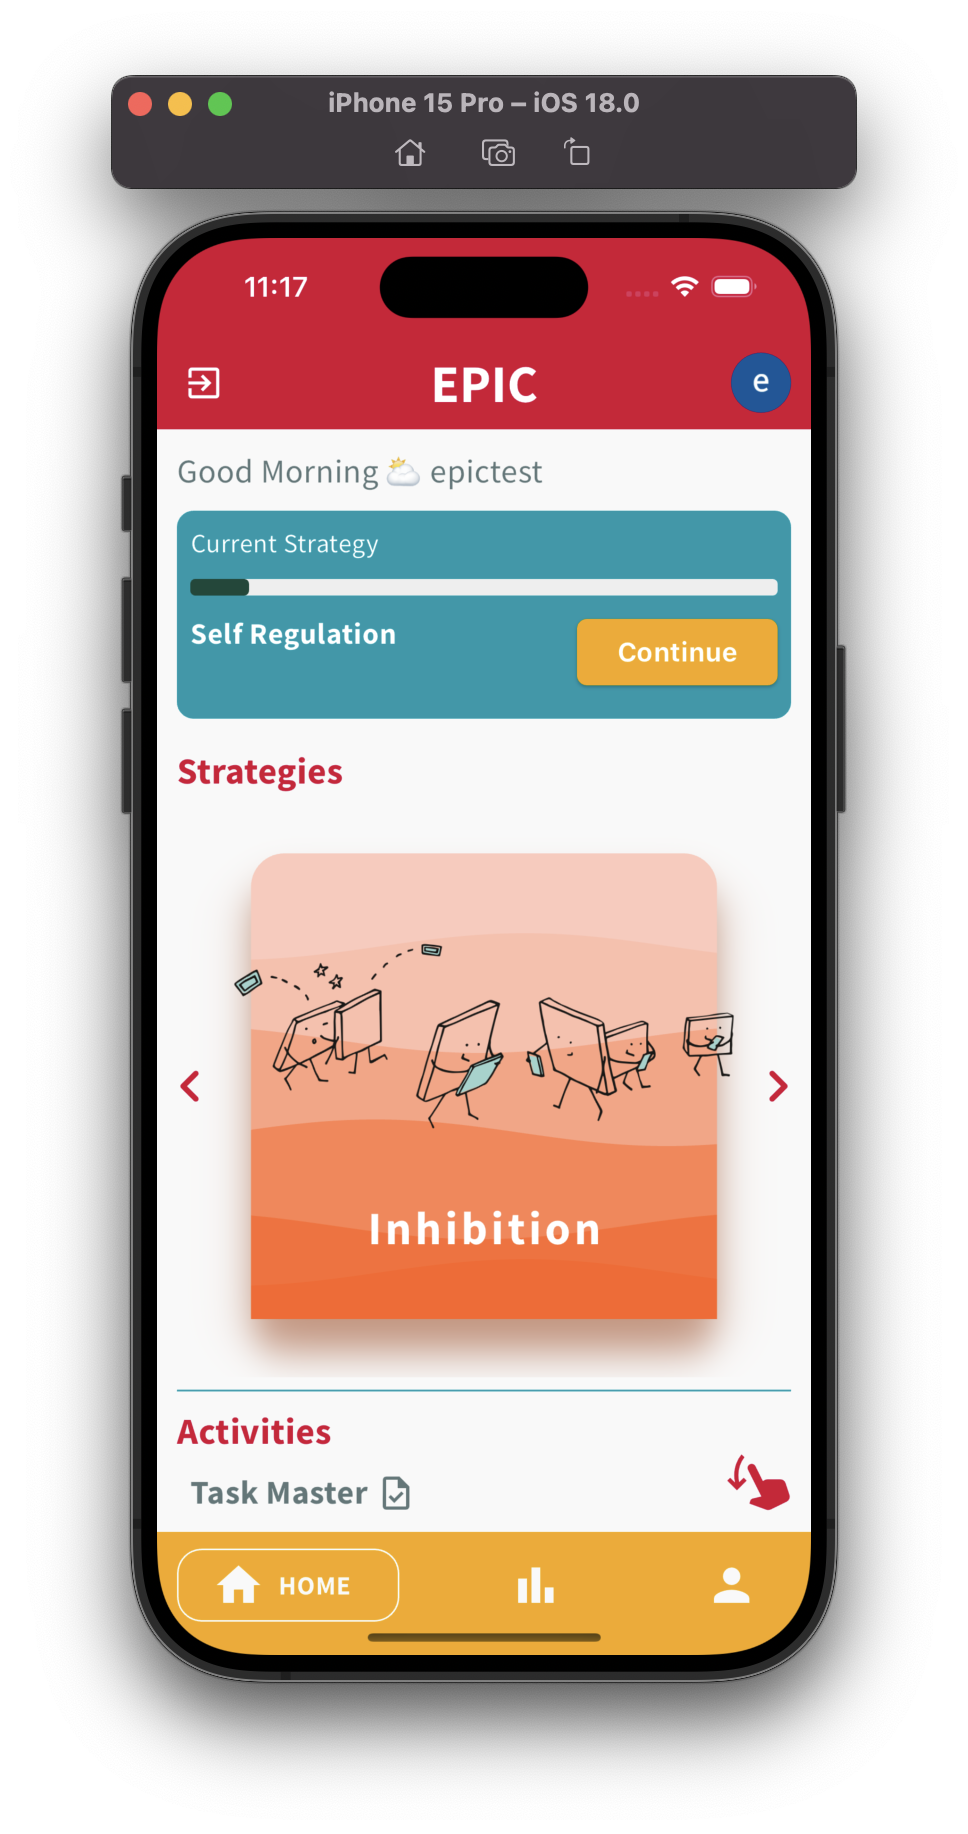 iPhone 15 Pro – iOS 18.0
11:17
EPIC
e
Good Morning 🌥️ epictest
Current Strategy
Self Regulation
Continue
Strategies
Inhibition
Activities
Task Master
HOME